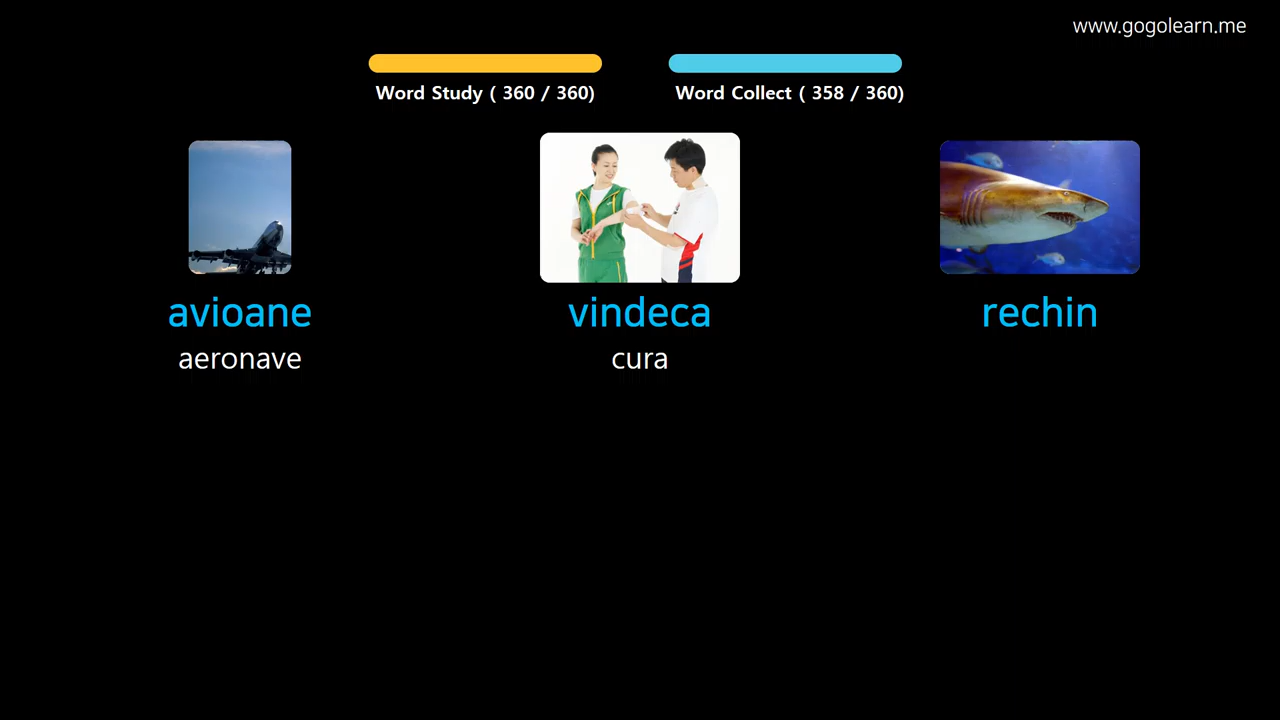 www.gogolearn.me
Word Study ( 360 / 360)
Word Collect ( 358 / 360)
avioane
vindeca
rechin
aeronave
cura